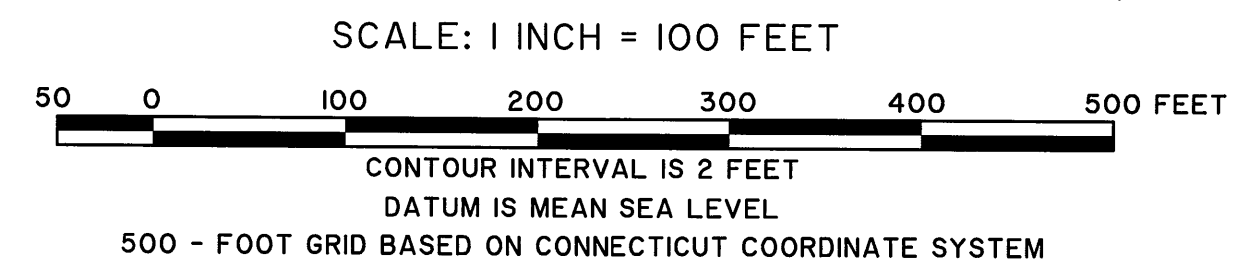 SCALE: 1 INCH = 100 FEET
50 0 100 200 300 400 500 FEET
CONTOUR INTERVAL IS 2 FEET
DATUM IS MEAN SEA LEVEL
500 - FOOT GRID BASED ON CONNECTICUT COORDINATE SYSTEM